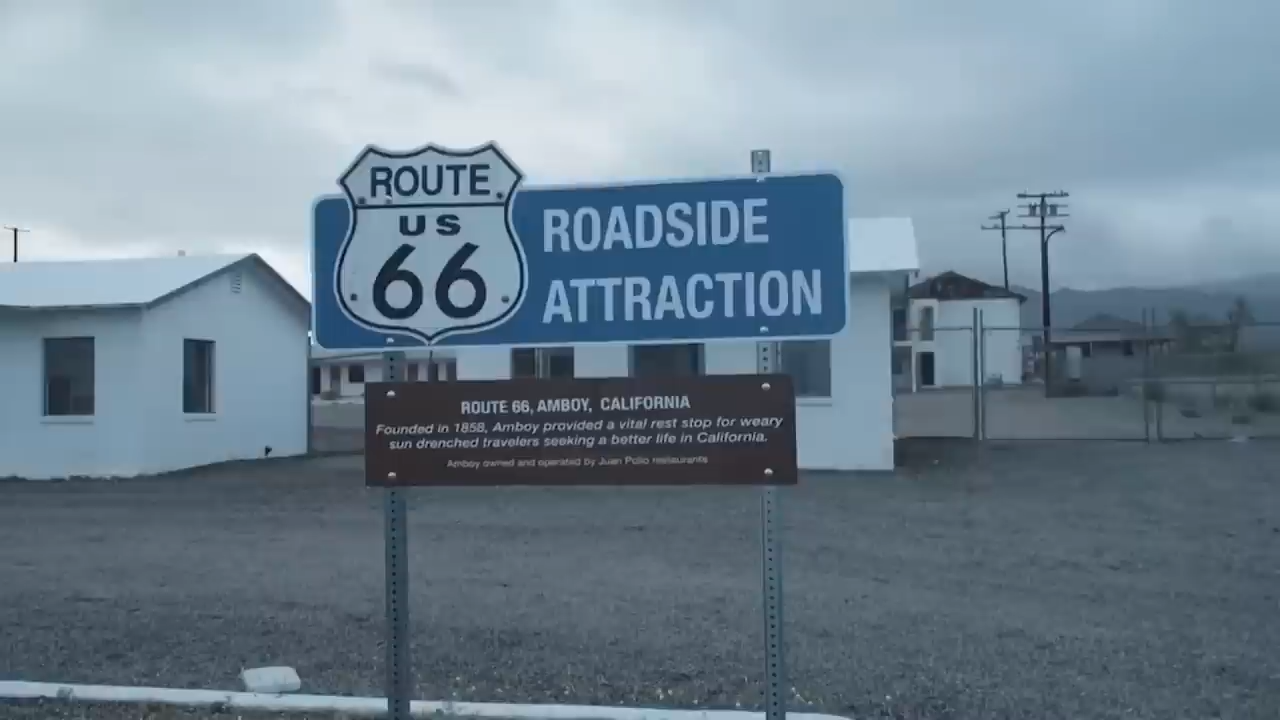 ROUTE
US
66
ROADSIDE
ATTRACTION
ROUTE 66, AMBOY, CALIFORNIA
Founded in 1858, Amboy provided a vital rest stop for weary
sun drenched travelers seeking a better life in California.
Amboy owned and operated by Juan Pollo restaurants